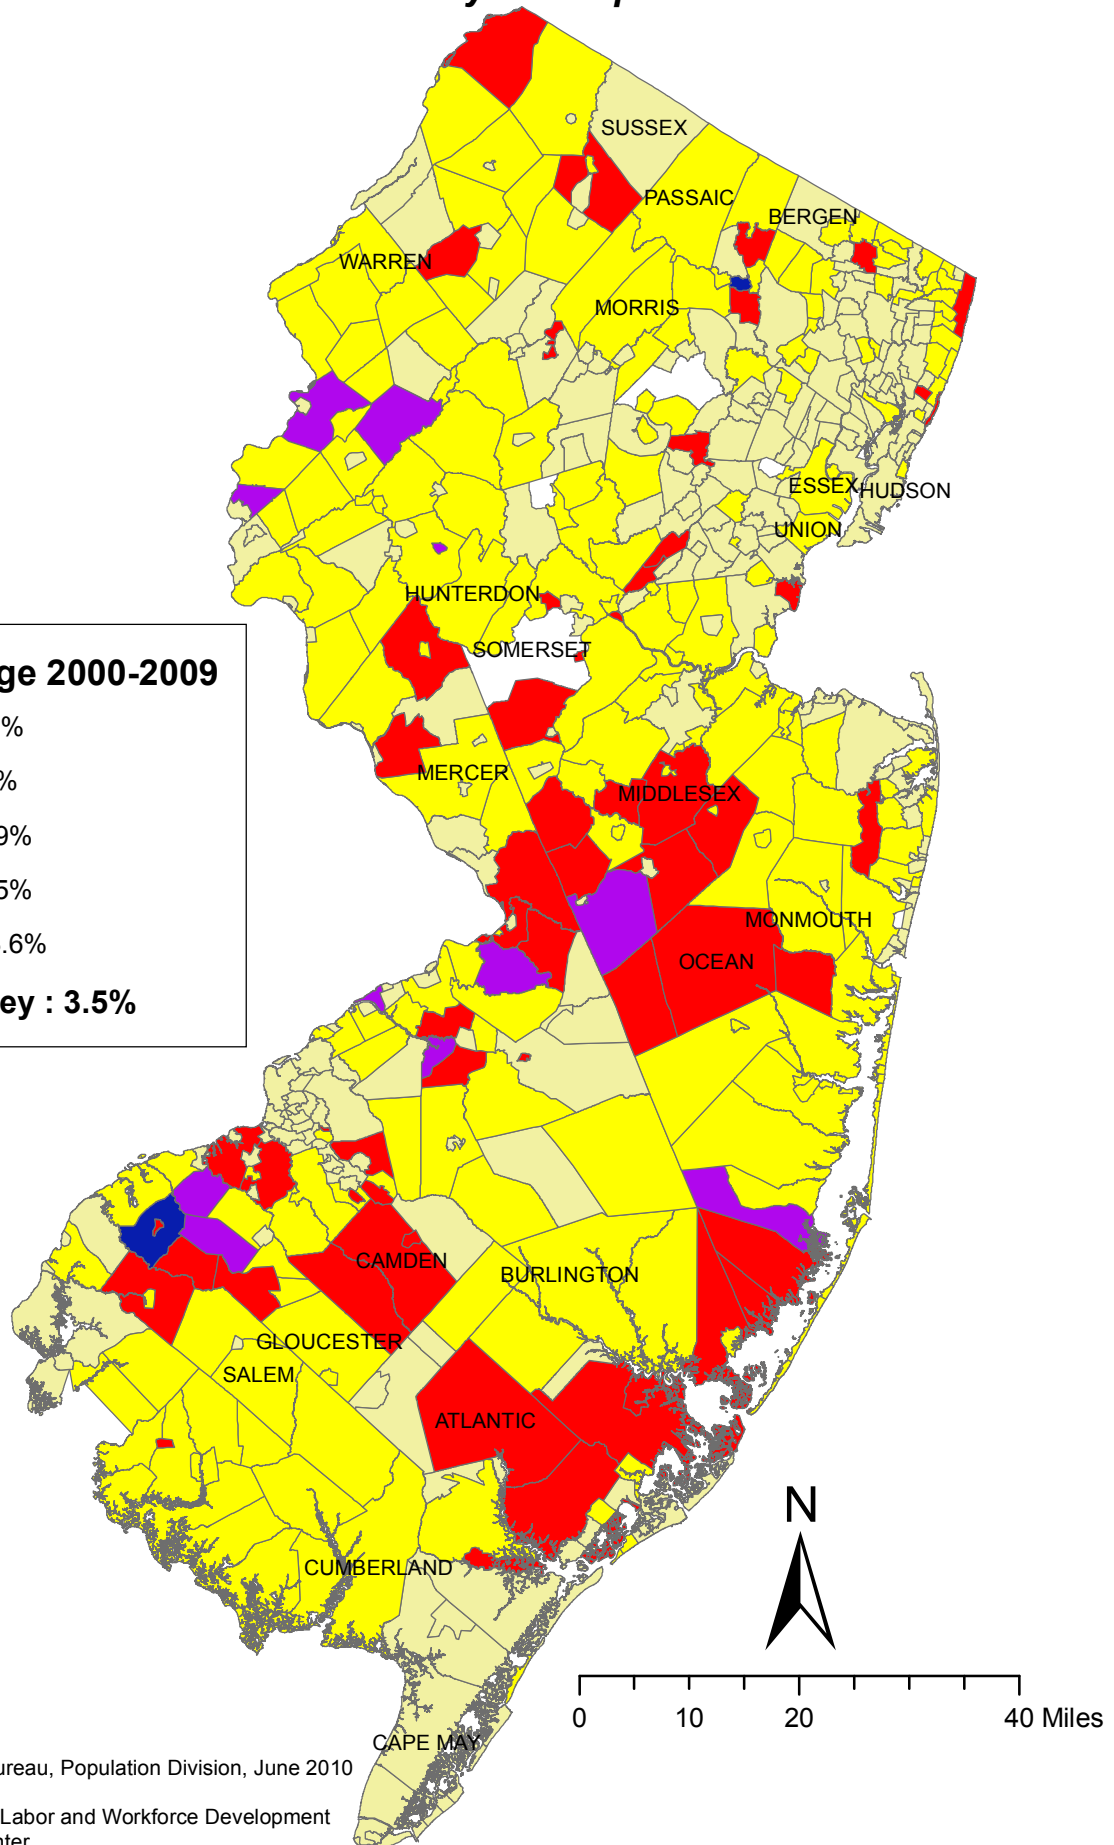 SUSSEX
PASSAIC
BERGEN
WARREN
MORRIS
ESSEX
HUDSON
UNION
HUNTERDON
SOMERSET
ge 2000-2009
%
%
9%
5%
.6%
ey : 3.5%
MERCER
MIDDLESEX
MONMOUTH
OCEAN
CAMDEN
BURLINGTON
GLOUCESTER
SALEM
ATLANTIC
N
CUMBERLAND
0 10 20 40 Miles
CAPE MAY
ureau, Population Division, June 2010
Labor and Workforce Development